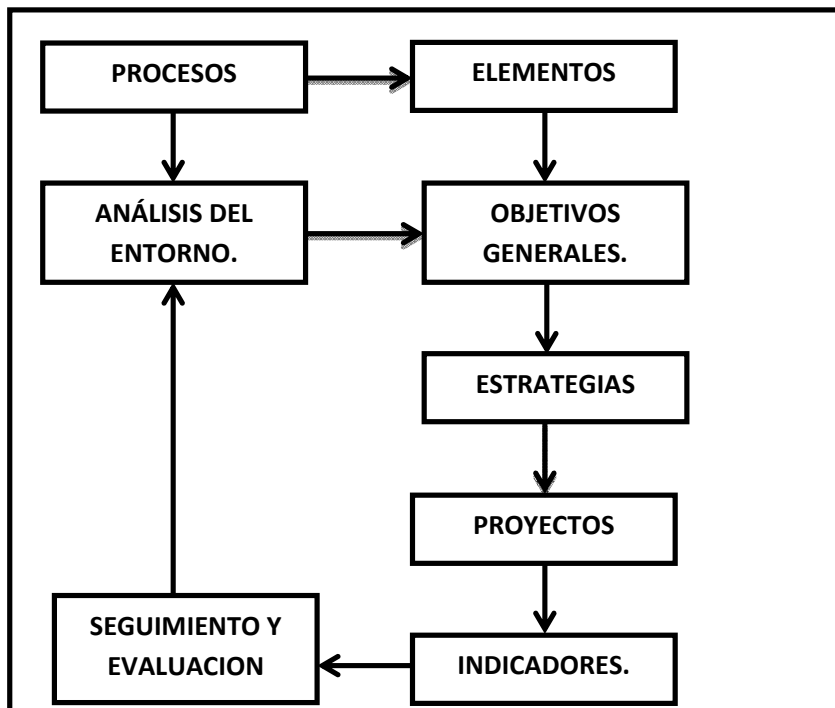 PROCESOS
ELEMENTOS
ANÁLISIS DEL
ENTORNO.
OBJETIVOS
GENERALES.
ESTRATEGIAS
PROYECTOS
SEGUIMIENTO Y
EVALUACION
INDICADORES.